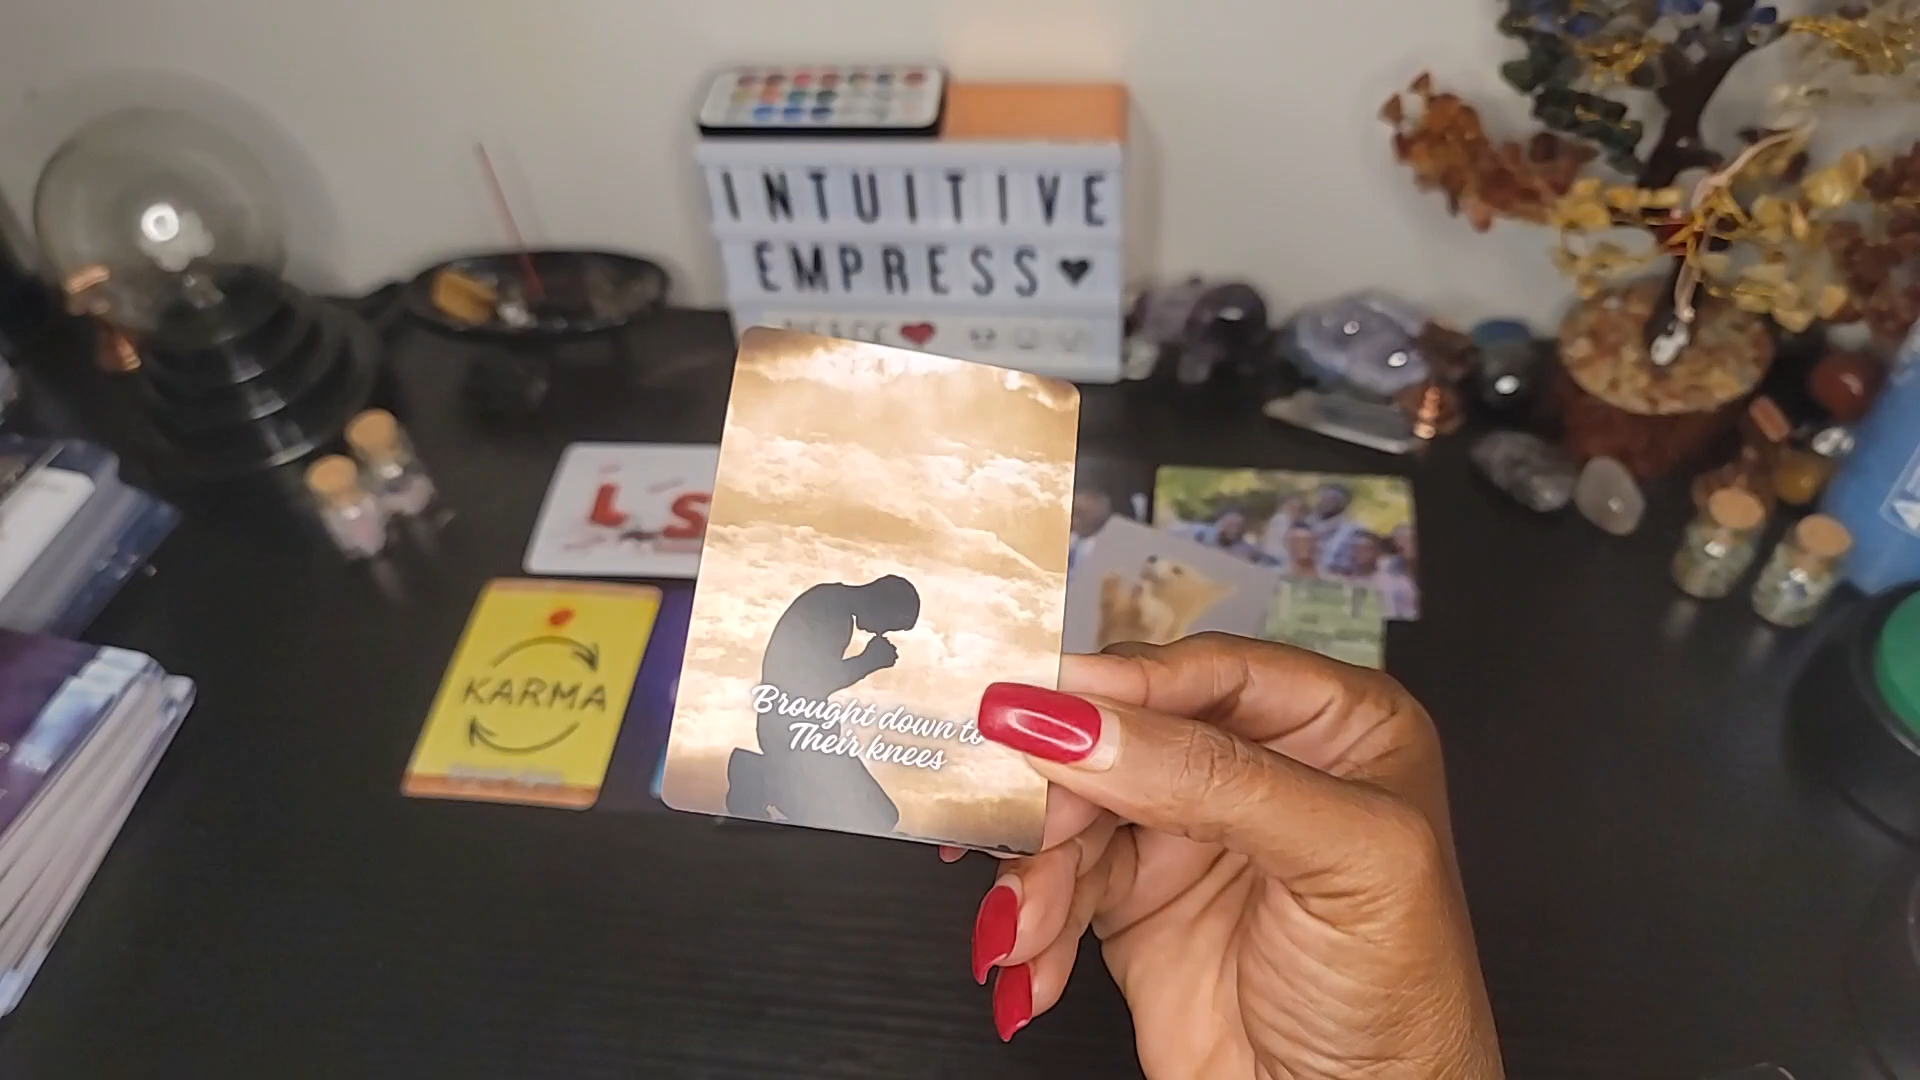 INTUITIVE
EMPRESS♥
Brought down to
Their knees
KARMA